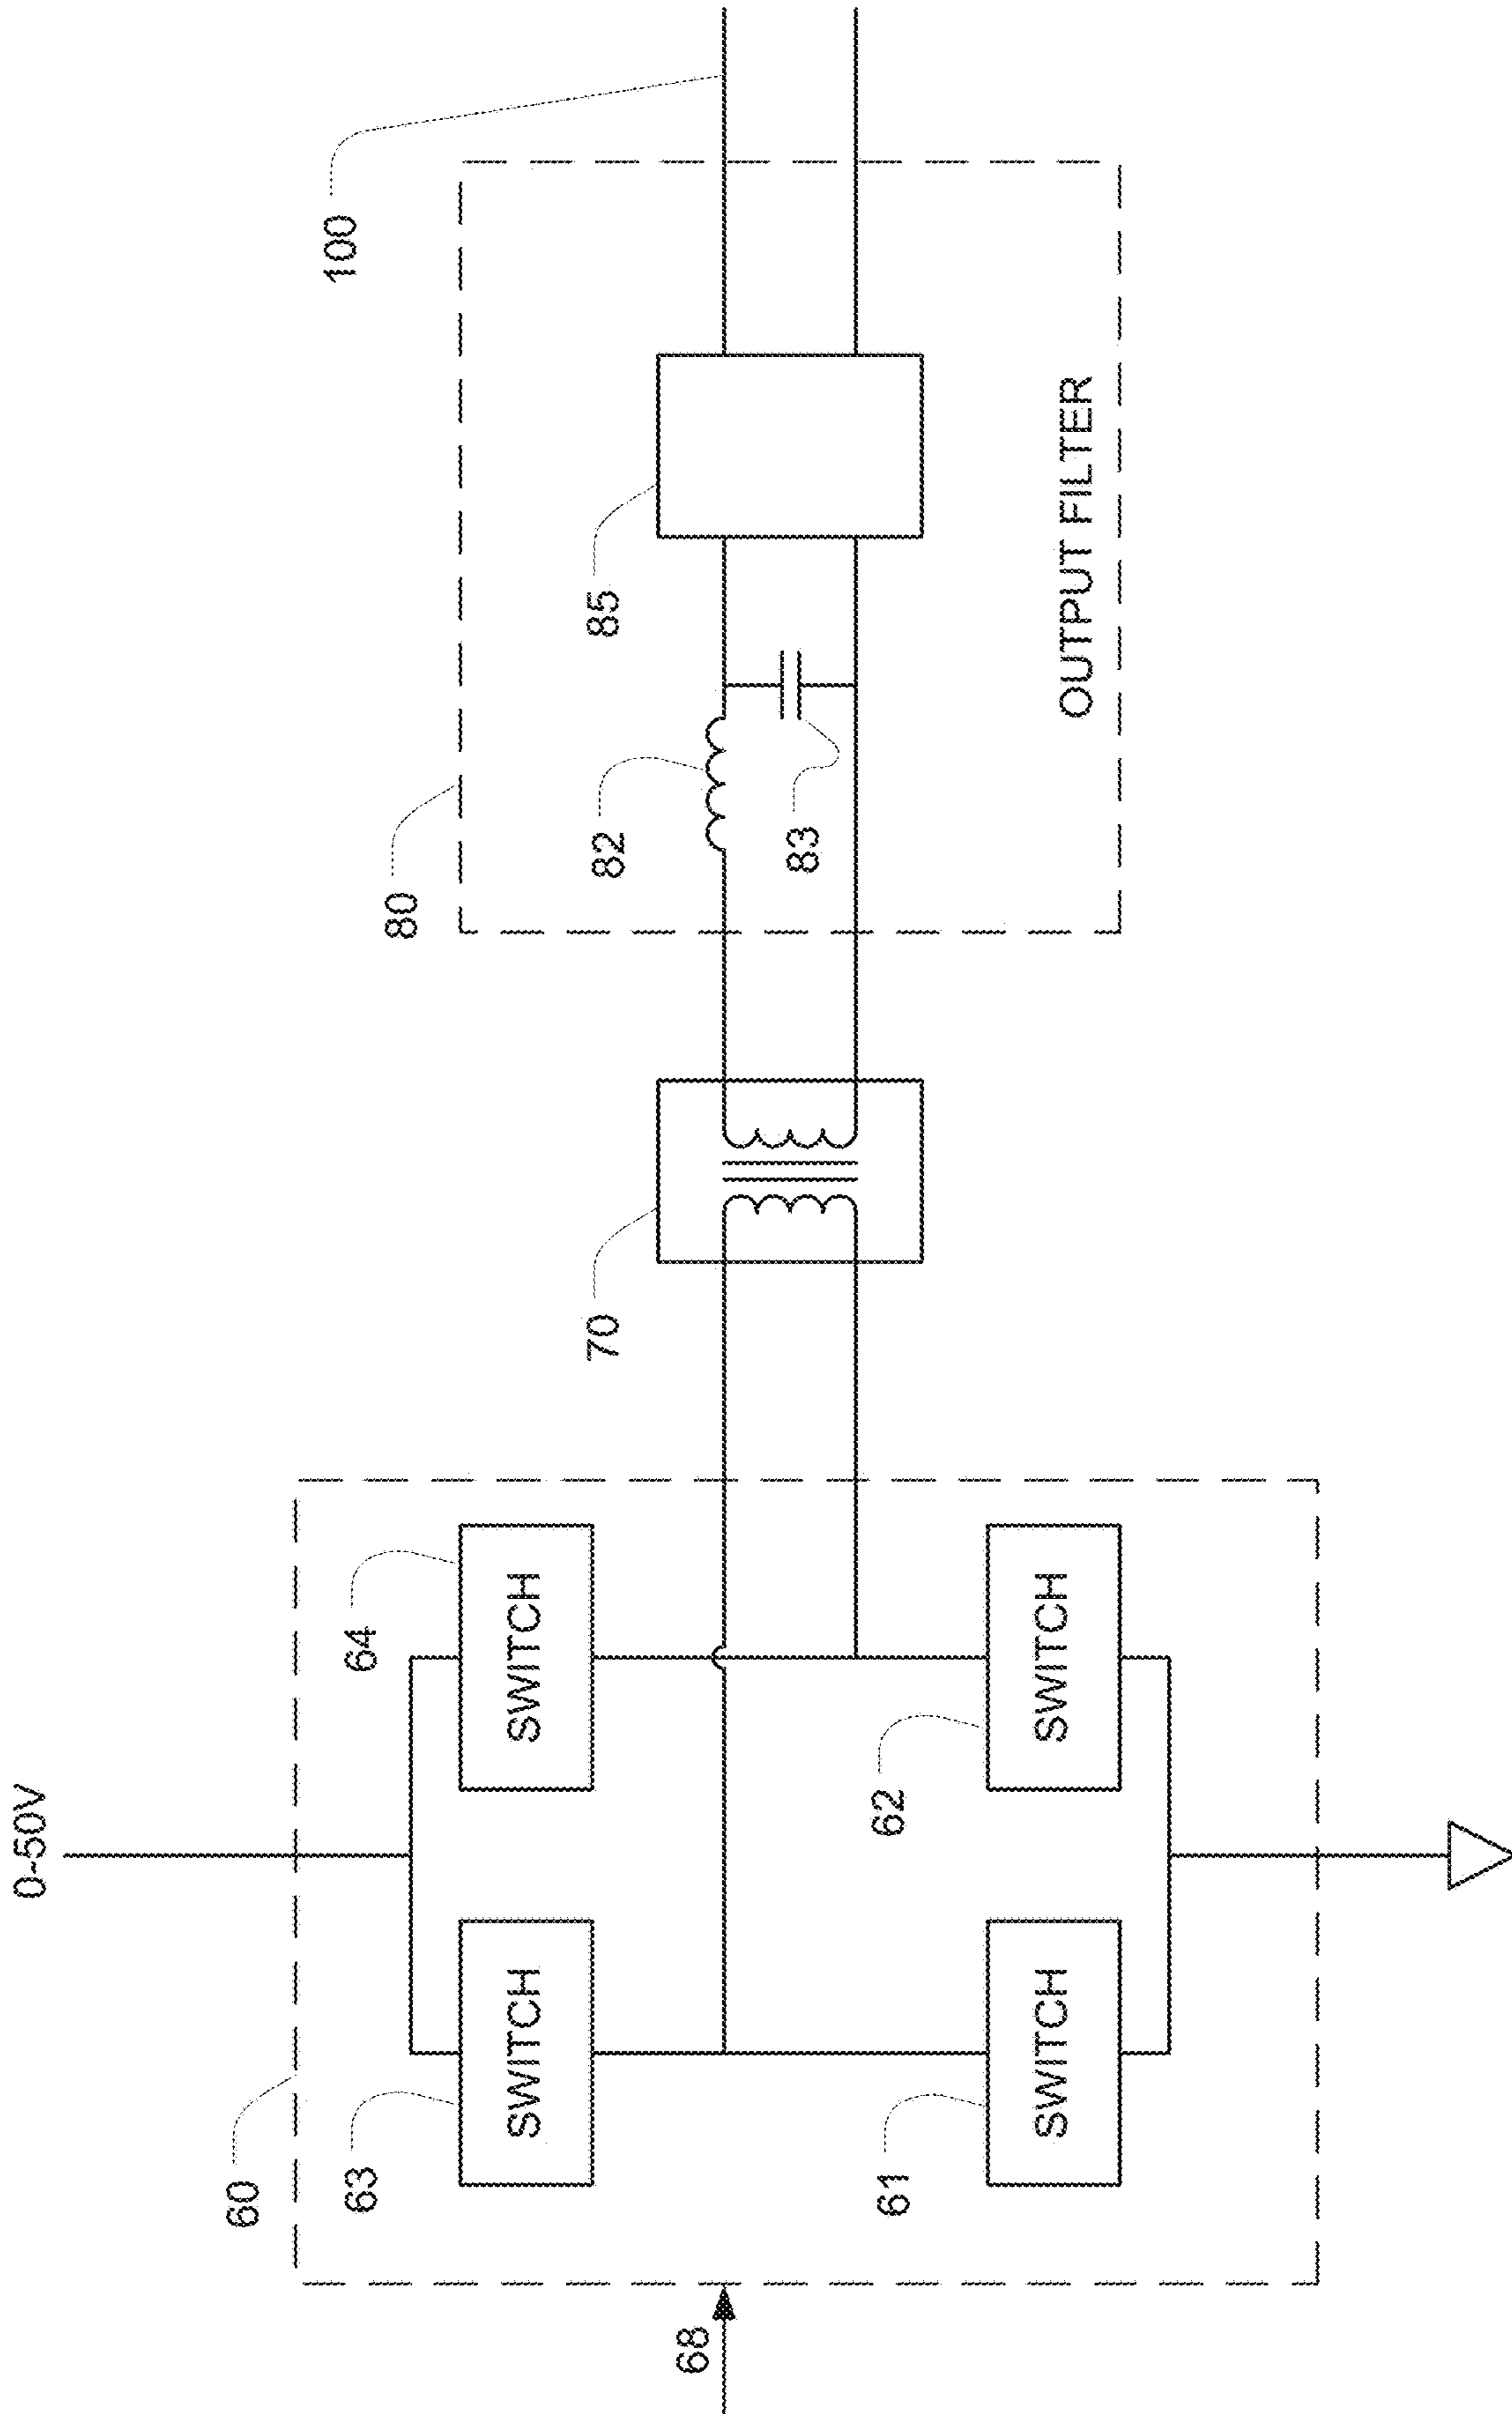 0-50V
60
63
SWITCH
64
SWITCH
68
61
SWITCH
62
SWITCH
70
80
82
83
85
100
OUTPUT FILTER